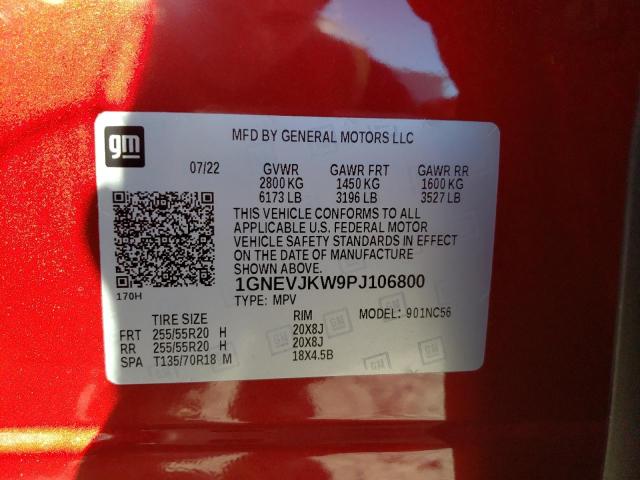 gm
MFD BY GENERAL MOTORS LLC
07/22 GVWR GAWR FRT GAWR RR
2800 KG 1450 KG 1600 KG
6173 LB 3196 LB 3527 LB
THIS VEHICLE CONFORMS TO ALL
APPLICABLE U.S. FEDERAL MOTOR
VEHICLE SAFETY STANDARDS IN EFFECT
ON THE DATE OF MANUFACTURE
SHOWN ABOVE.
170H
1GNEVJKW9PJ106800
TYPE: MPV
TIRE SIZE RIM MODEL: 901NC56
FRT 255/55R20 H 20X8J
RR 255/55R20 H 20X8J
SPA T135/70R18 M 18X4.5B